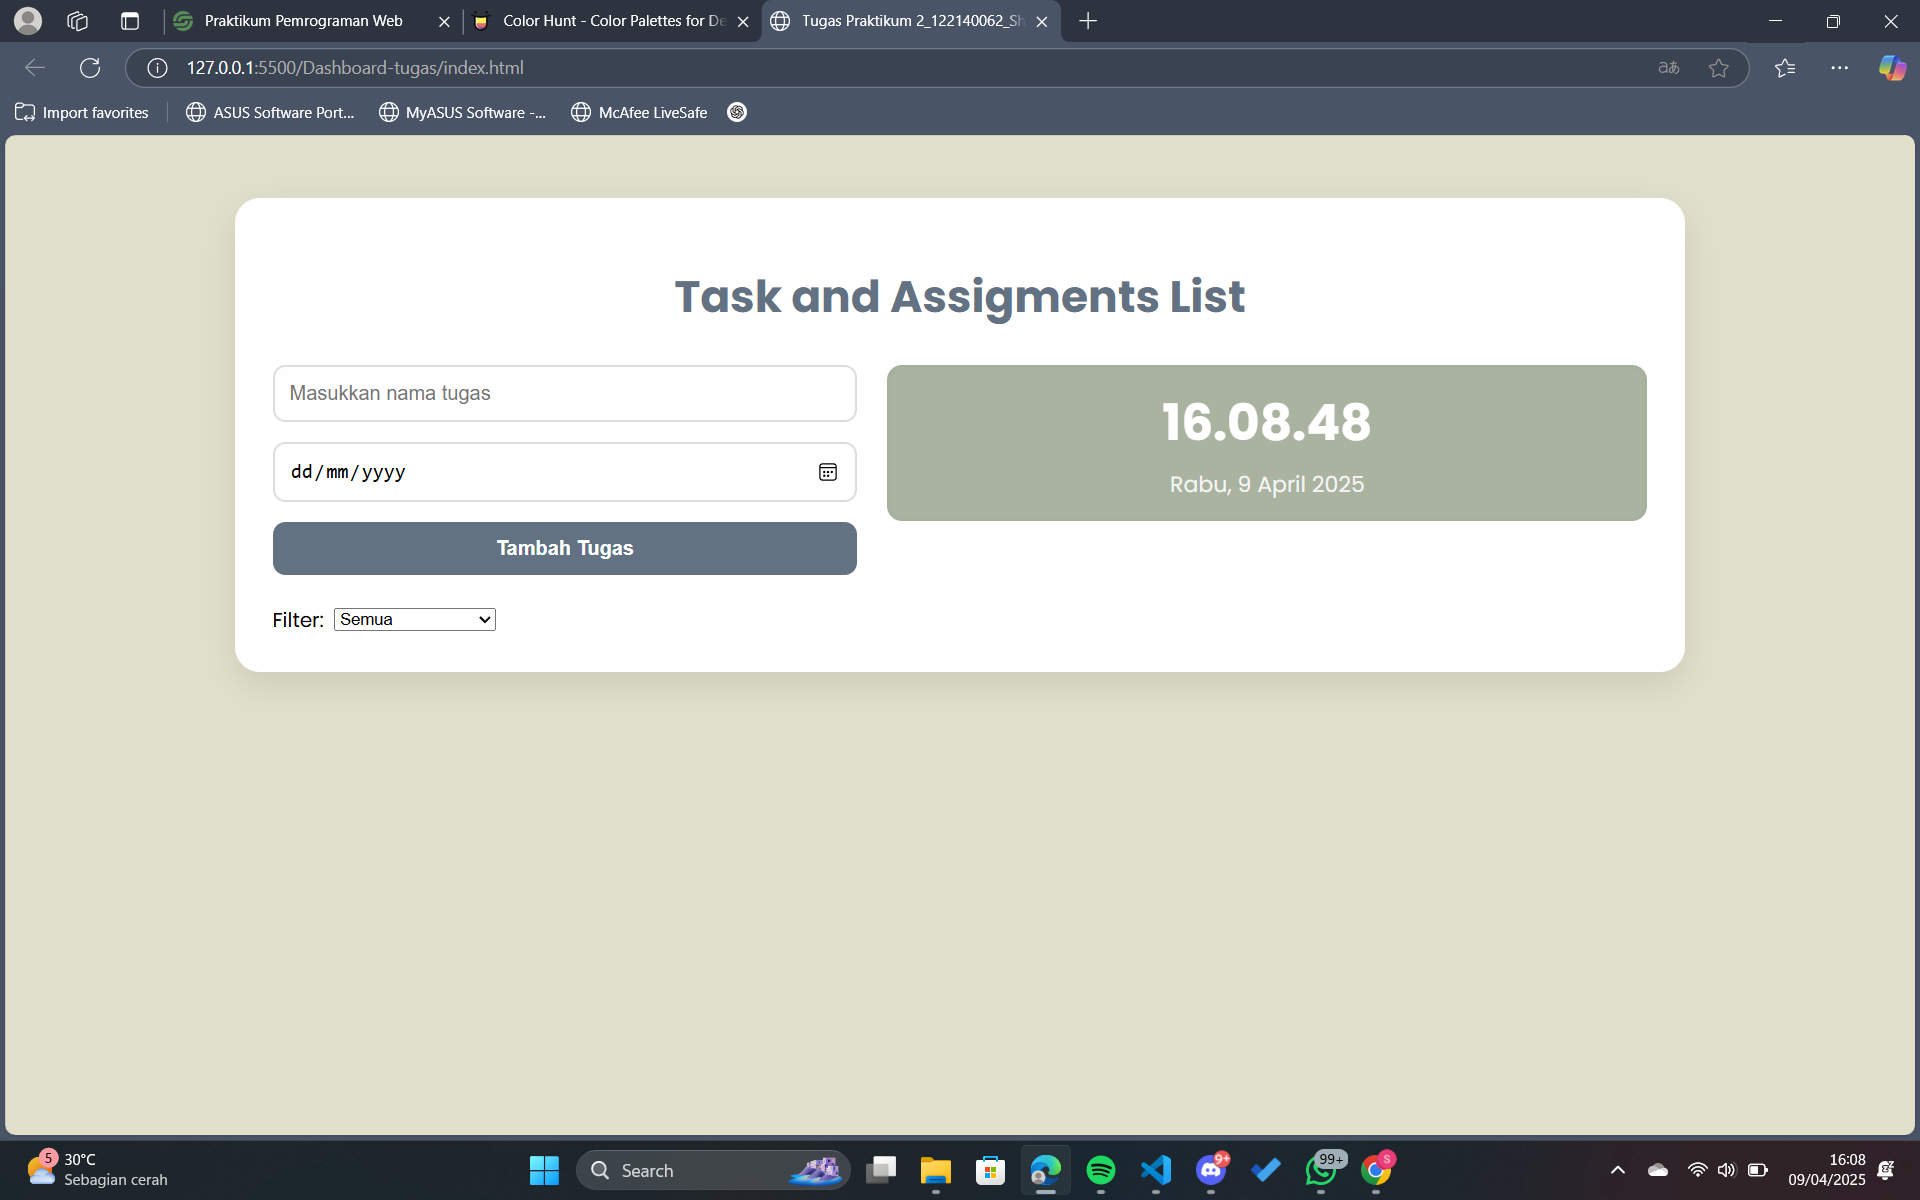 Praktikum Pemrograman Web
Color Hunt - Color Palettes for De
Tugas Praktikum 2_122140062_Sh
127.0.0.1:5500/Dashboard-tugas/index.html
Import favorites
ASUS Software Port...
MyASUS Software -...
McAfee LiveSafe
Task and Assigments List
Masukkan nama tugas
dd/mm/yyyy
Tambah Tugas
Filter: Semua
16.08.48
Rabu, 9 April 2025
5
30°C
Sebagian cerah
Search
9+
99+
S
16:08
09/04/2025